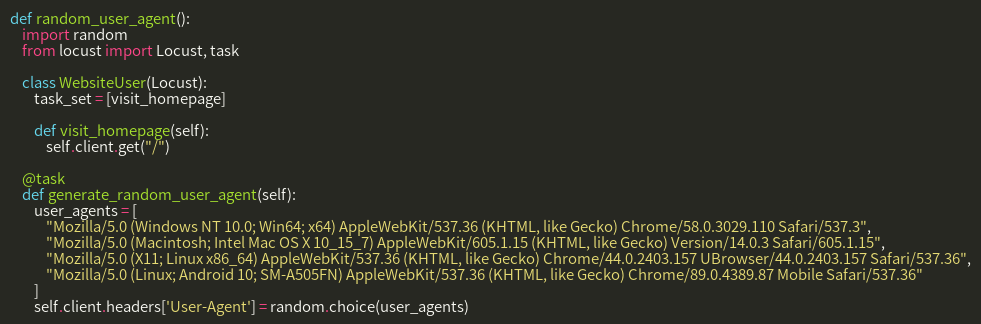 def random_user_agent():
    import random
    from locust import Locust, task

    class WebsiteUser(Locust):
        task_set = [visit_homepage]

        def visit_homepage(self):
            self.client.get("/")

    @task
    def generate_random_user_agent(self):
        user_agents = [
            "Mozilla/5.0 (Windows NT 10.0; Win64; x64) AppleWebKit/537.36 (KHTML, like Gecko) Chrome/58.0.3029.110 Safari/537.3",
            "Mozilla/5.0 (Macintosh; Intel Mac OS X 10_15_7) AppleWebKit/605.1.15 (KHTML, like Gecko) Version/14.0.3 Safari/605.1.15",
            "Mozilla/5.0 (X11; Linux x86_64) AppleWebKit/537.36 (KHTML, like Gecko) Chrome/44.0.2403.157 UBrowser/44.0.2403.157 Safari/537.36",
            "Mozilla/5.0 (Linux; Android 10; SM-A505FN) AppleWebKit/537.36 (KHTML, like Gecko) Chrome/89.0.4389.87 Mobile Safari/537.36"
        ]
        self.client.headers['User-Agent'] = random.choice(user_agents)